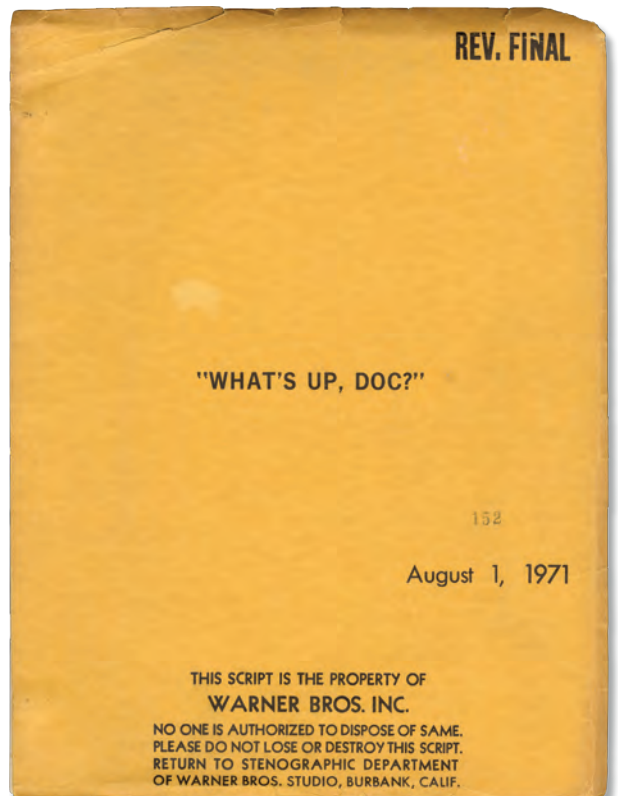 REV. FINAL
"WHAT'S UP, DOC?"
152
August 1, 1971
THIS SCRIPT IS THE PROPERTY OF
WARNER BROS. INC.
NO ONE IS AUTHORIZED TO DISPOSE OF SAME.
PLEASE DO NOT LOSE OR DESTROY THIS SCRIPT.
RETURN TO STENOGRAPHIC DEPARTMENT
OF WARNER BROS. STUDIO, BURBANK, CALIF.